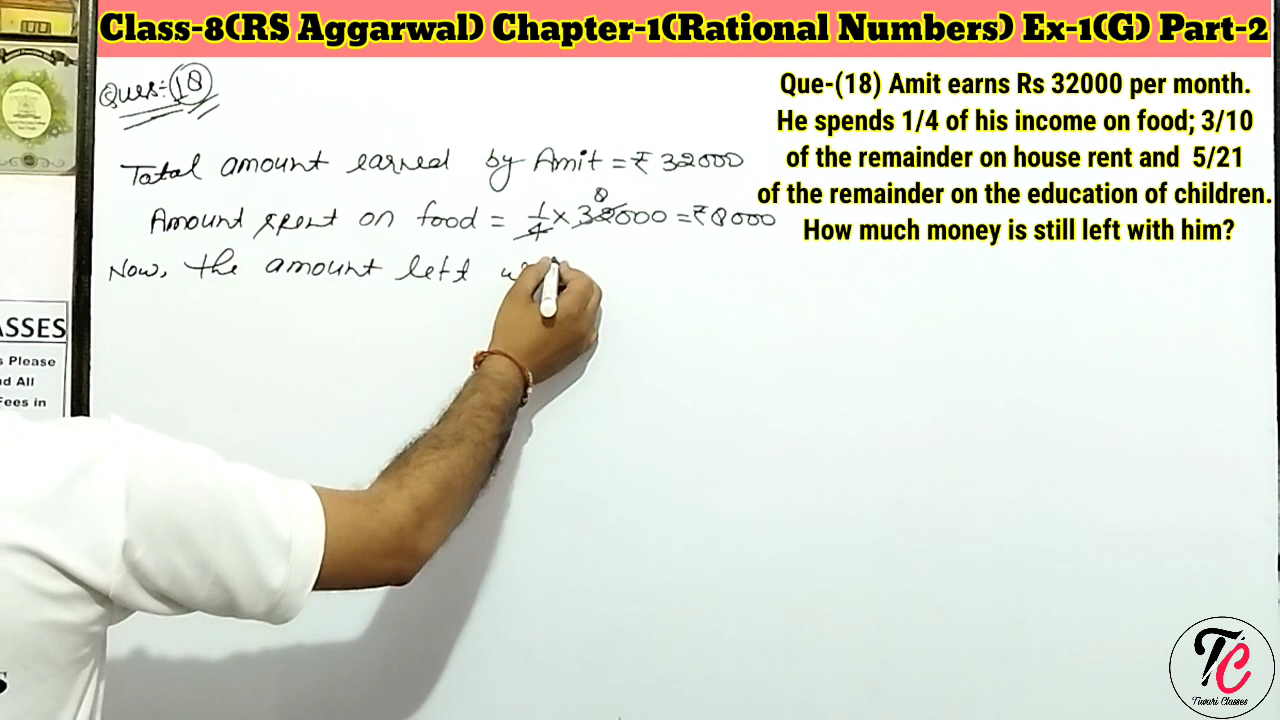 Class-8(RS Aggarwal) Chapter-1(Rational Numbers) Ex-1(G) Part-2
Ques:-(18)
Que-(18) Amit earns Rs 32000 per month.
He spends 1/4 of his income on food; 3/10
of the remainder on house rent and 5/21
of the remainder on the education of children.
How much money is still left with him?
Total amount earned by Amit = ₹ 32000
8
Amount spent on food = 1/4 × 32000 = ₹8000
Now, the amount left
ASSES
s Please
nd All
Fees in
S
TC
Tiwari Classes